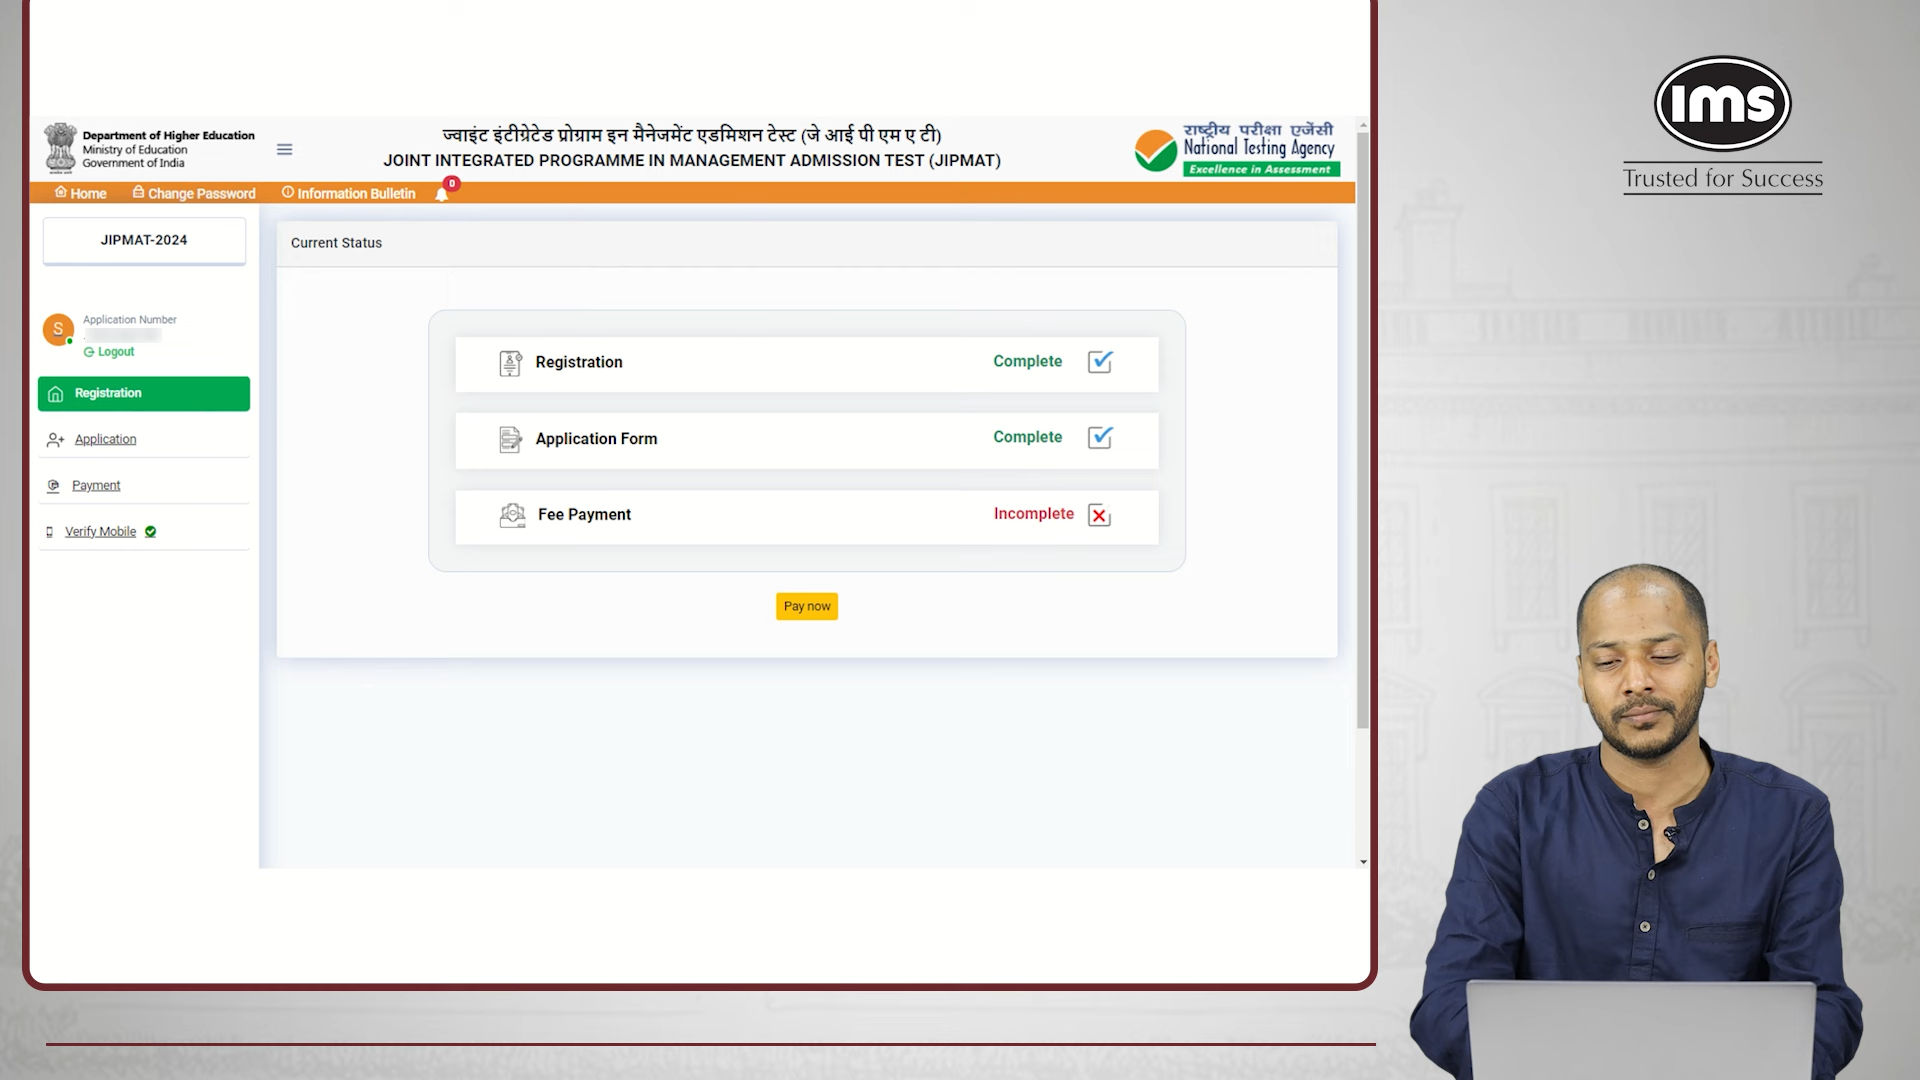 Department of Higher Education
Ministry of Education
Government of India
ज्वाइंट इंटीग्रेटेड प्रोग्राम इन मैनेजमेंट एडमिशन टेस्ट (जे आई पी एम ए टी)
JOINT INTEGRATED PROGRAMME IN MANAGEMENT ADMISSION TEST (JIPMAT)
राष्ट्रीय परीक्षा एजेंसी
National Testing Agency
Excellence in Assessment
Home
Change Password
Information Bulletin
0
JIPMAT-2024
S
Application Number
Logout
Registration
Application
Payment
Verify Mobile
Current Status
Registration
Complete
Application Form
Complete
Fee Payment
Incomplete
Pay now
ims
Trusted for Success